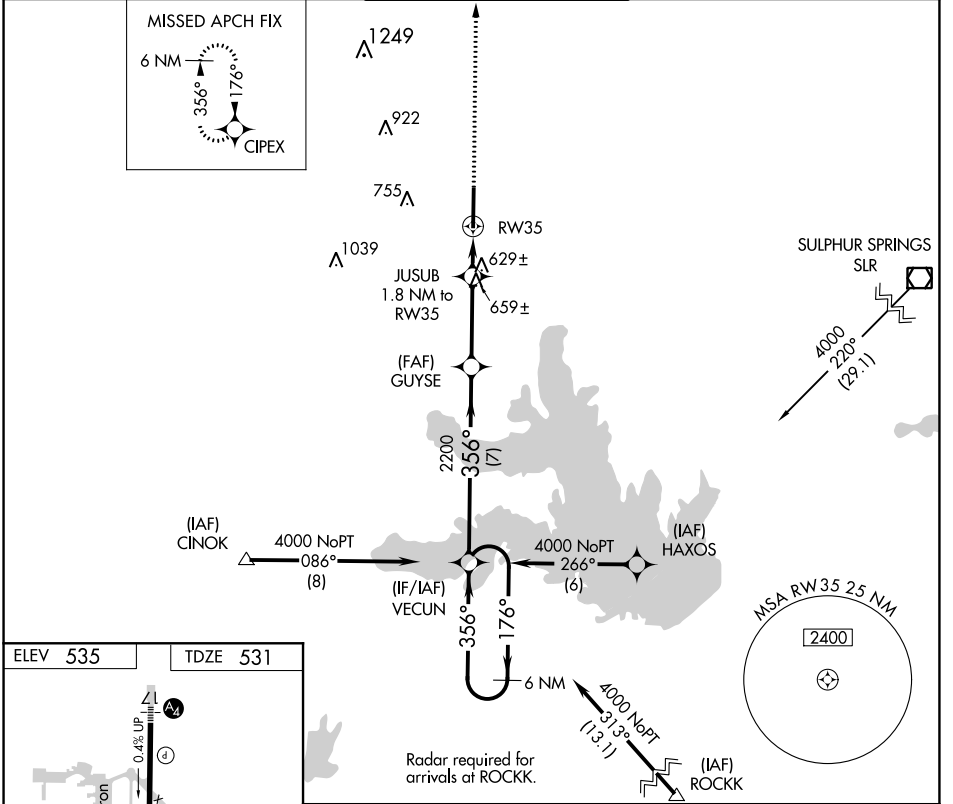 MISSED APCH FIX
6 NM
356°
176°
CIPEX
1249
922
755
1039
RW35
629±
659±
JUSUB
1.8 NM to
RW35
(FAF)
GUYSE
SULPHUR SPRINGS
SLR
4000
220°
(29.1)
2200
356°
(7)
(IAF)
CINOK
4000 NoPT
086°
(8)
(IF/IAF)
VECUN
4000 NoPT
266°
(6)
(IAF)
HAXOS
356°
176°
6 NM
MSA RW35 25 NM
2400
4000 NoPT
313°
(13.1)
(IAF)
ROCKK
Radar required for
arrivals at ROCKK.
ELEV 535
TDZE 531
17
A4
0.4% UP
P